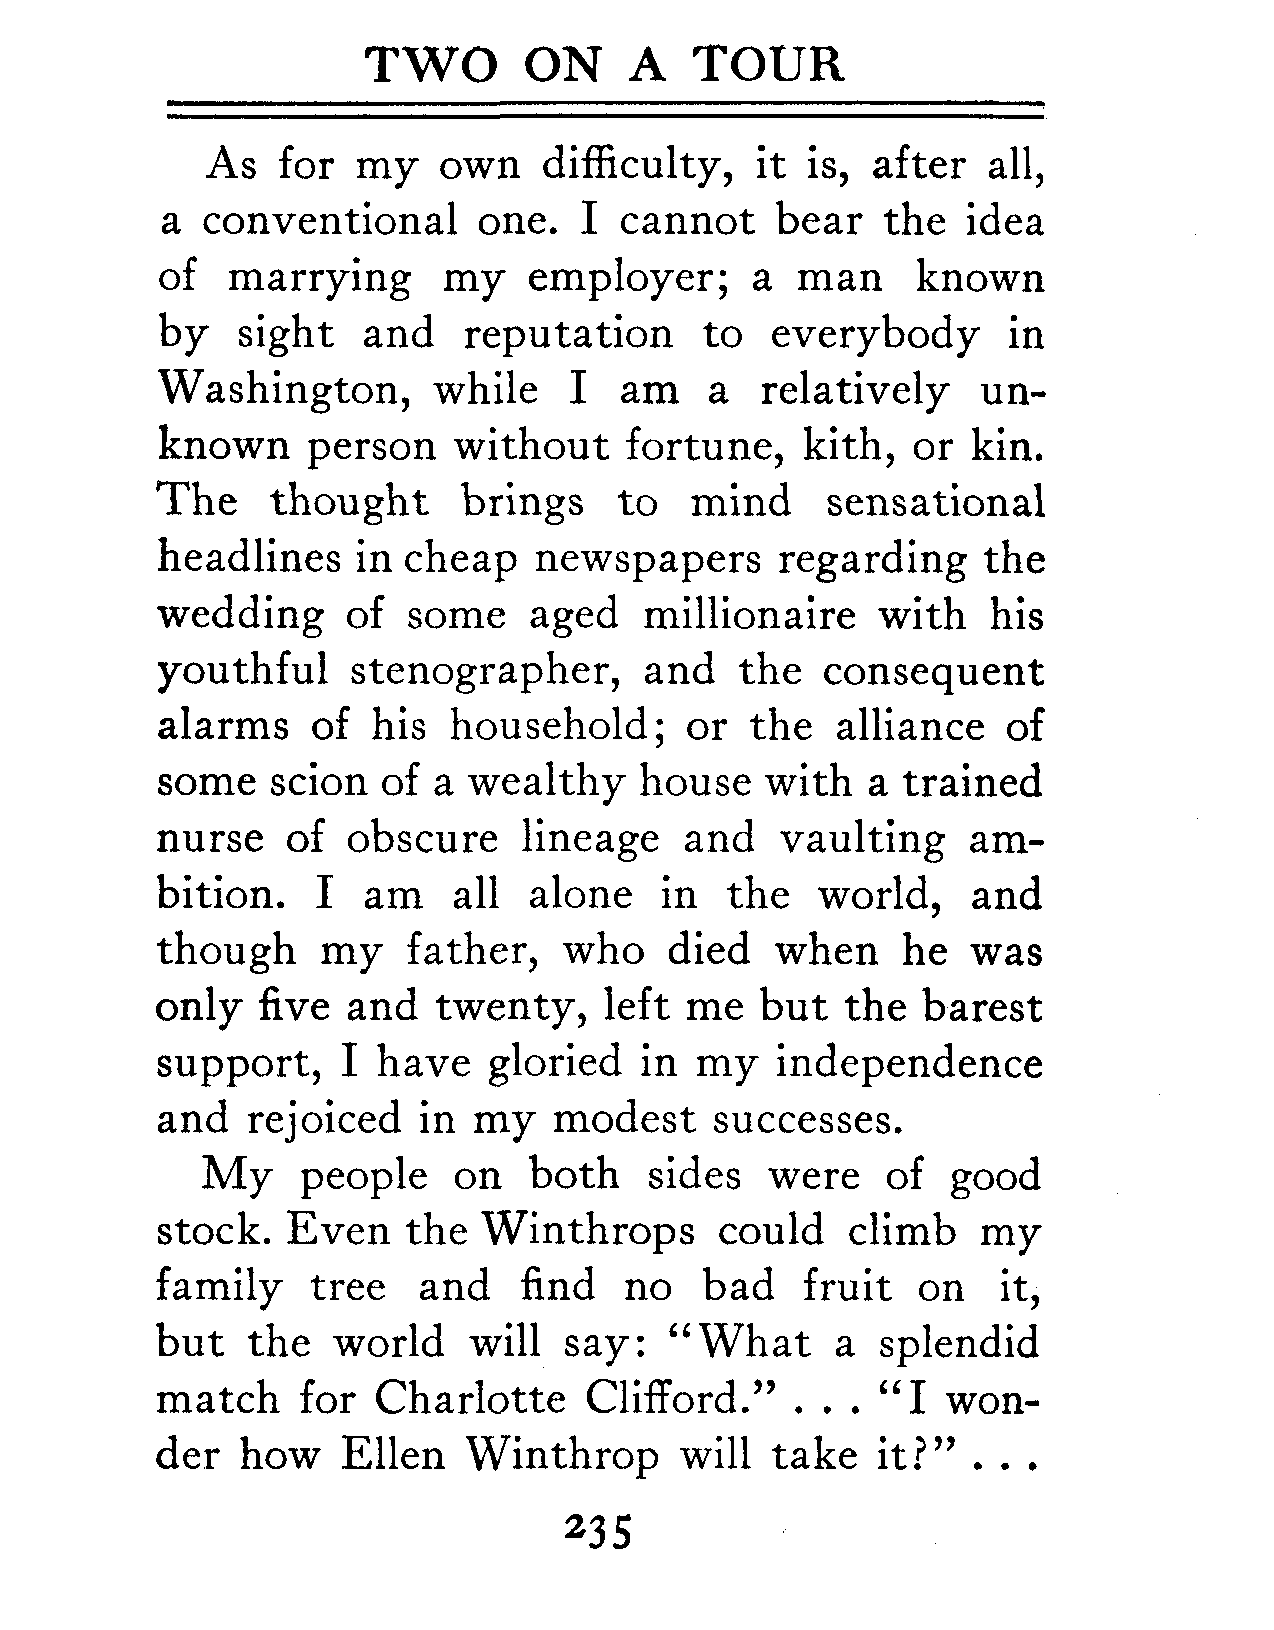 TWO ON A TOUR
As for my own difficulty, it is, after all,
a conventional one. I cannot bear the idea
of marrying my employer; a man known
by sight and reputation to everybody in
Washington, while I am a relatively un-
known person without fortune, kith, or kin.
The thought brings to mind sensational
headlines in cheap newspapers regarding the
wedding of some aged millionaire with his
youthful stenographer, and the consequent
alarms of his household; or the alliance of
some scion of a wealthy house with a trained
nurse of obscure lineage and vaulting am-
bition. I am all alone in the world, and
though my father, who died when he was
only five and twenty, left me but the barest
support, I have gloried in my independence
and rejoiced in my modest successes.
My people on both sides were of good
stock. Even the Winthrops could climb my
family tree and find no bad fruit on it,
but the world will say: "What a splendid
match for Charlotte Clifford." . . . "I won-
der how Ellen Winthrop will take it?" . . .
235